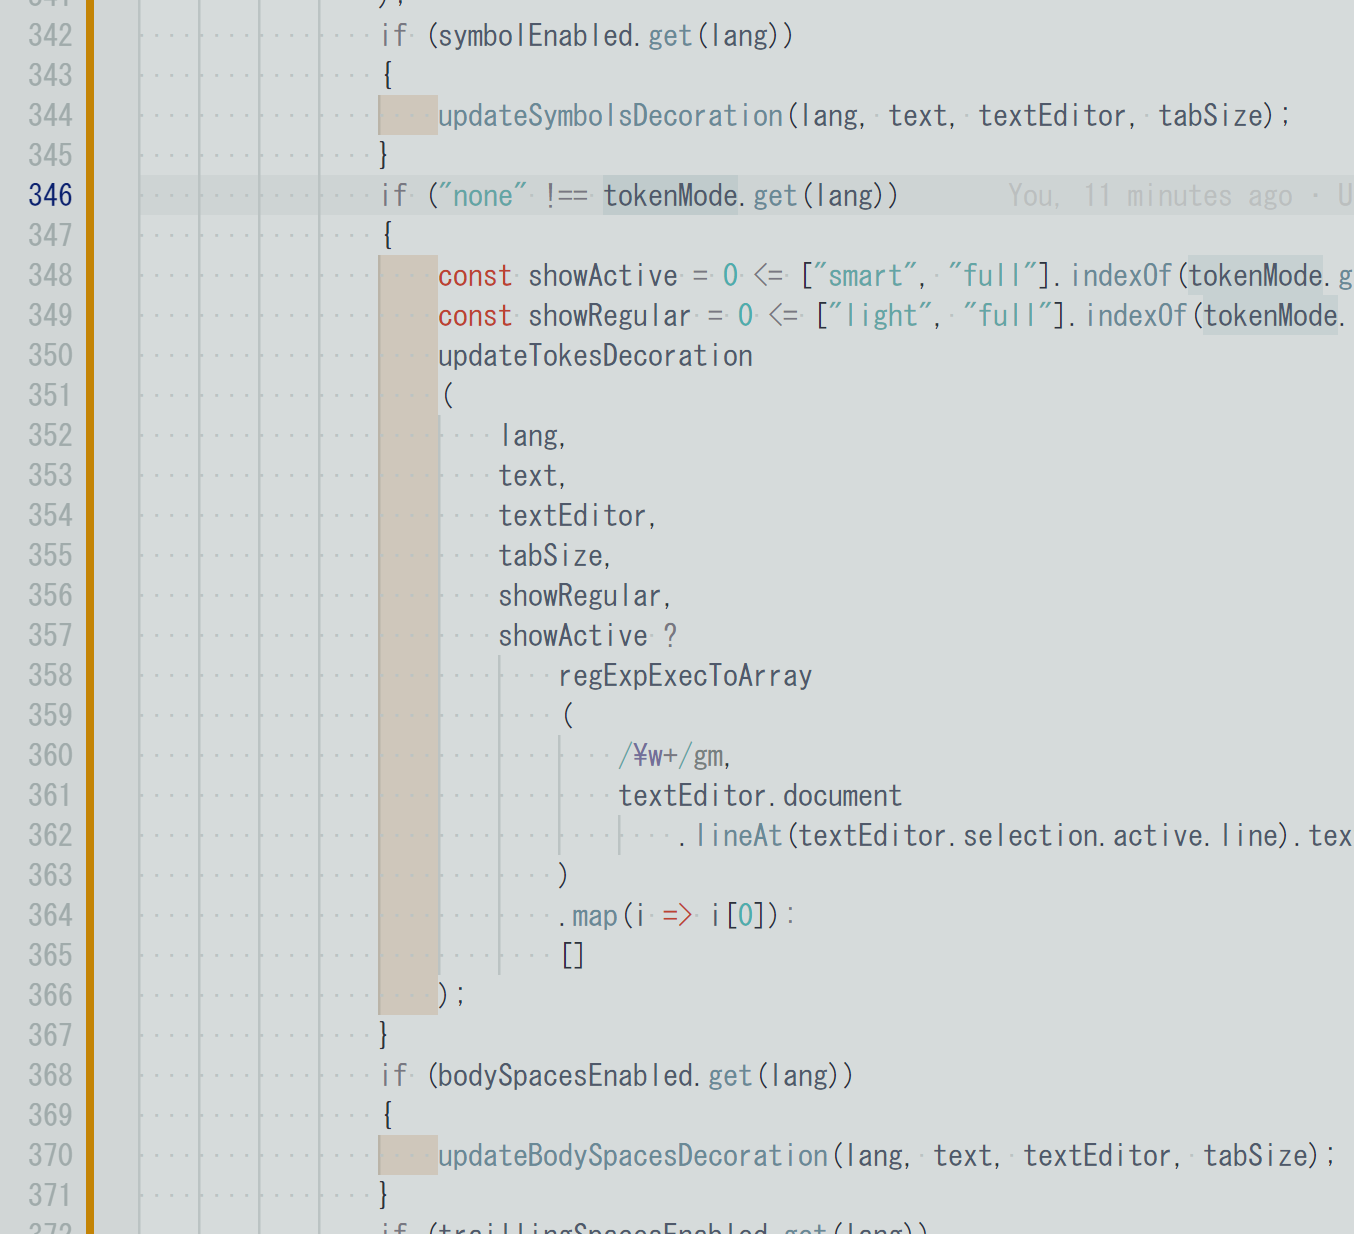 342 if (symbolEnabled.get(lang))
343 {
344 updateSymbolsDecoration(lang, text, textEditor, tabSize);
345 }
346 if ("none" !== tokenMode.get(lang)) You, 11 minutes ago · U
347 {
348 const showActive = 0 <= ["smart", "full"].indexOf(tokenMode.g
349 const showRegular = 0 <= ["light", "full"].indexOf(tokenMode.
350 updateTokesDecoration
351 (
352 lang,
353 text,
354 textEditor,
355 tabSize,
356 showRegular,
357 showActive ?
358 regExpExecToArray
359 (
360 /¥w+/gm,
361 textEditor.document
362 .lineAt(textEditor.selection.active.line).tex
363 )
364 .map(i => i[0]):
365 []
366 );
367 }
368 if (bodySpacesEnabled.get(lang))
369 {
370 updateBodySpacesDecoration(lang, text, textEditor, tabSize);
371 }
372 if (traillingSpacesEnabled.get(lang))